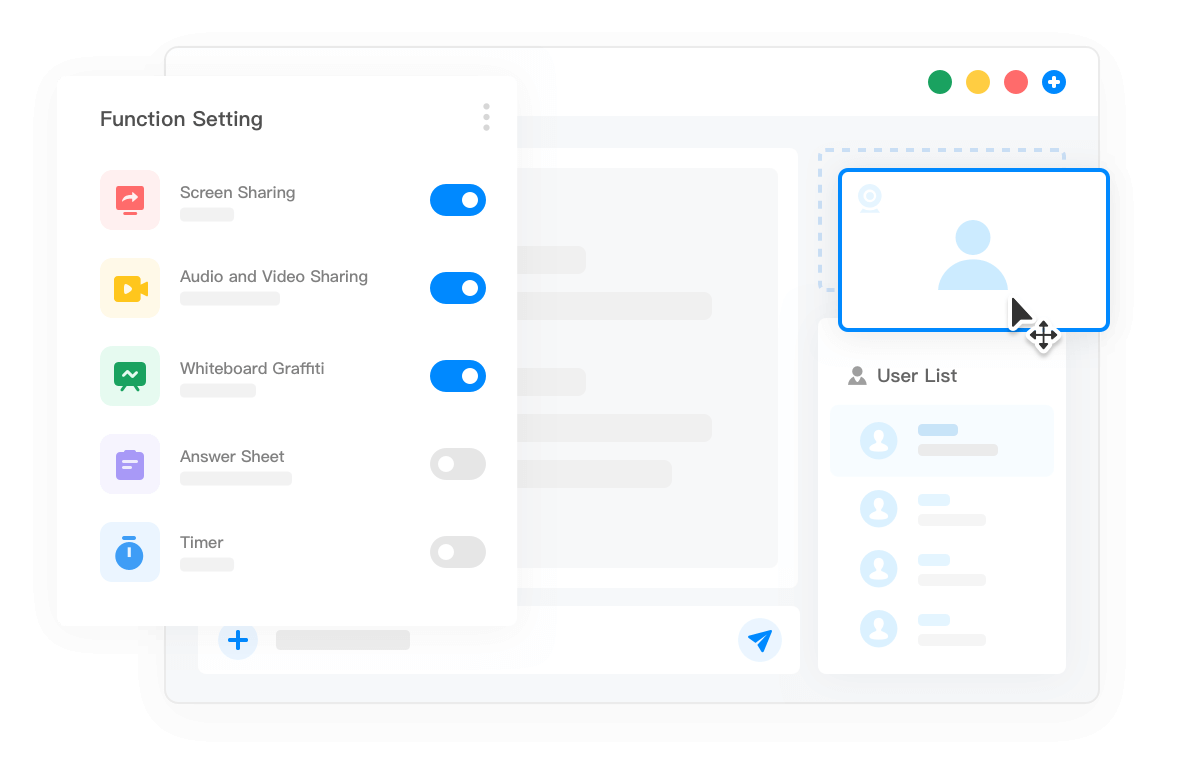 Function Setting
Screen Sharing
Audio and Video Sharing
Whiteboard Graffiti
Answer Sheet
Timer
User List